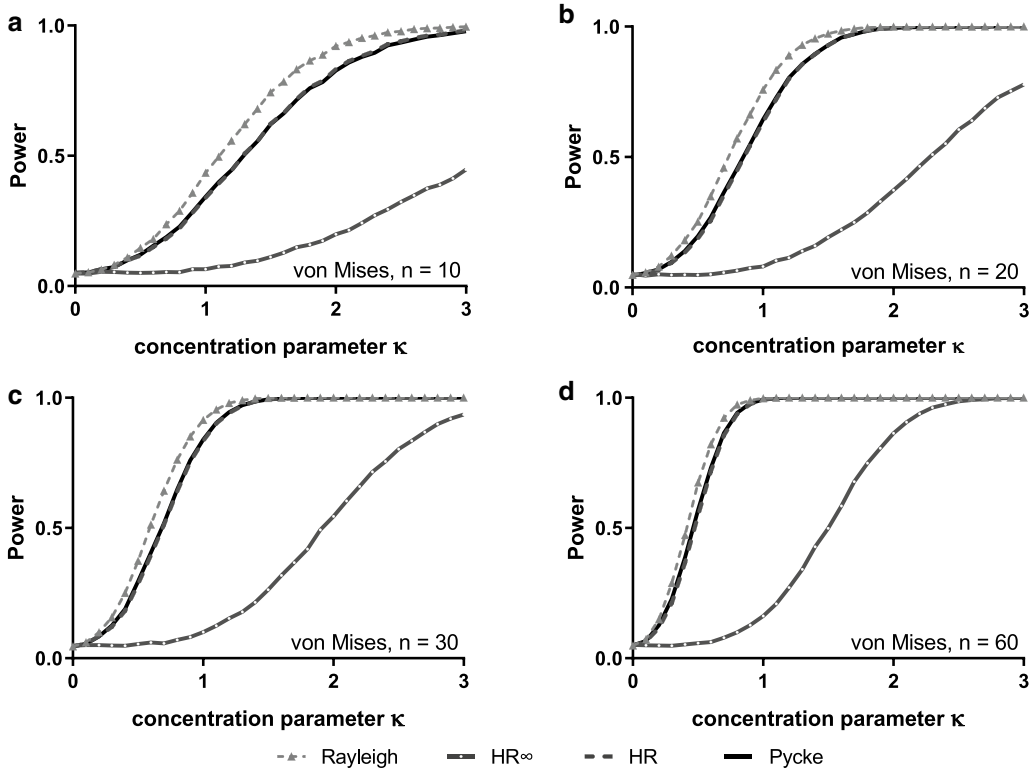 a
b
1.0
0.5
0.0
Power
0 1 2 3
von Mises, n = 10
concentration parameter κ
1.0
0.5
0.0
Power
0 1 2 3
von Mises, n = 20
concentration parameter κ
c
d
1.0
0.5
0.0
Power
0 1 2 3
von Mises, n = 30
concentration parameter κ
1.0
0.5
0.0
Power
0 1 2 3
von Mises, n = 60
concentration parameter κ
Rayleigh HR∞ HR Pycke